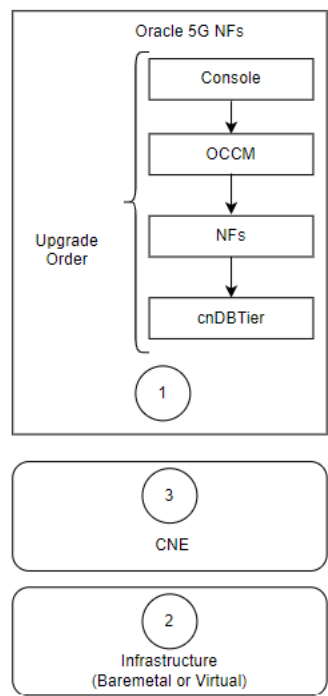 Oracle 5G NFs
Console
OCCM
Upgrade
Order
NFs
cnDBTier
1
3
CNE
2
Infrastructure
(Baremetal or Virtual)